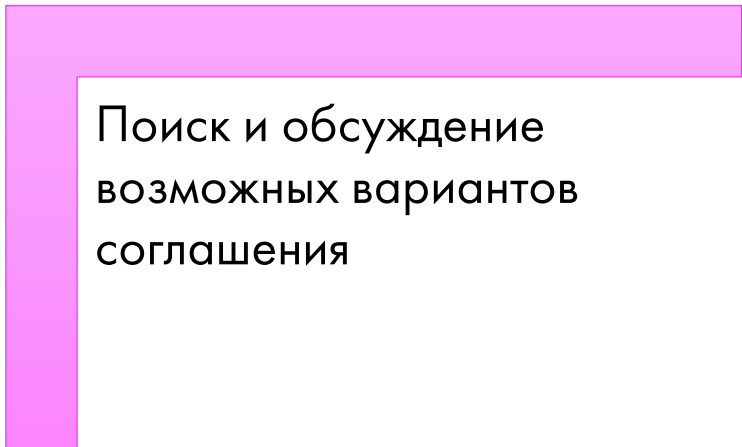 Поиск и обсуждение
возможных вариантов
соглашения